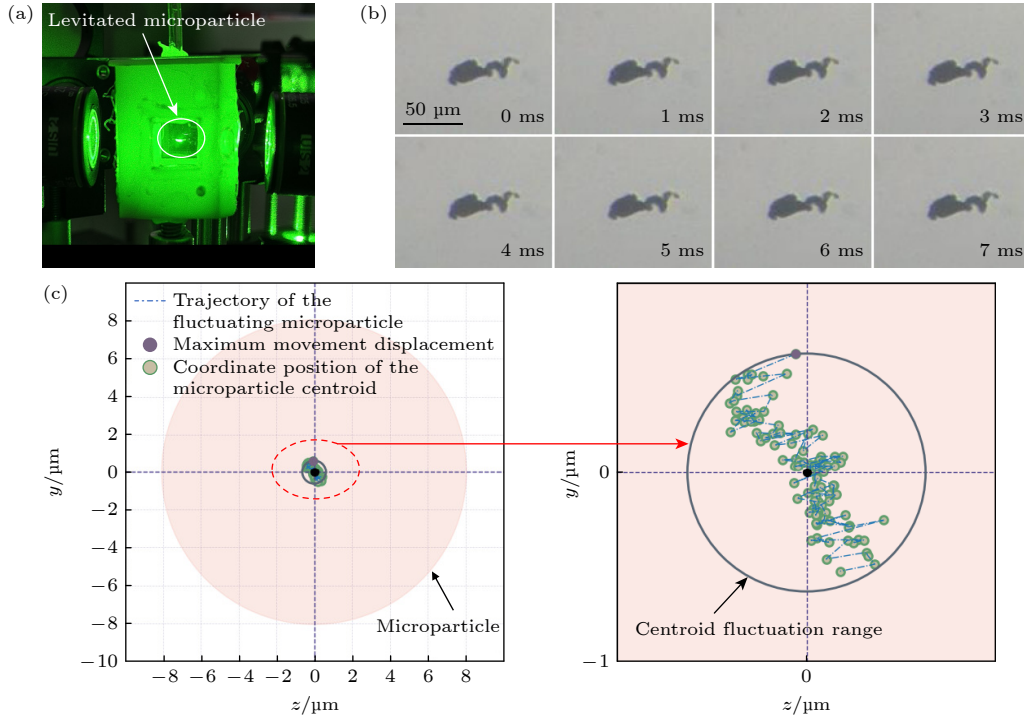 (a)
Levitated microparticle
(b)
50 µm
0 ms
1 ms
2 ms
3 ms
4 ms
5 ms
6 ms
7 ms
(c)
Trajectory of the
fluctuating microparticle
Maximum movement displacement
Coordinate position of the
microparticle centroid
8
6
4
2
0
−2
−4
−6
−8
−10
y/µm
−8
−6
−4
−2
0
2
4
6
8
z/µm
Microparticle
y/µm
0
−1
0
z/µm
Centroid fluctuation range